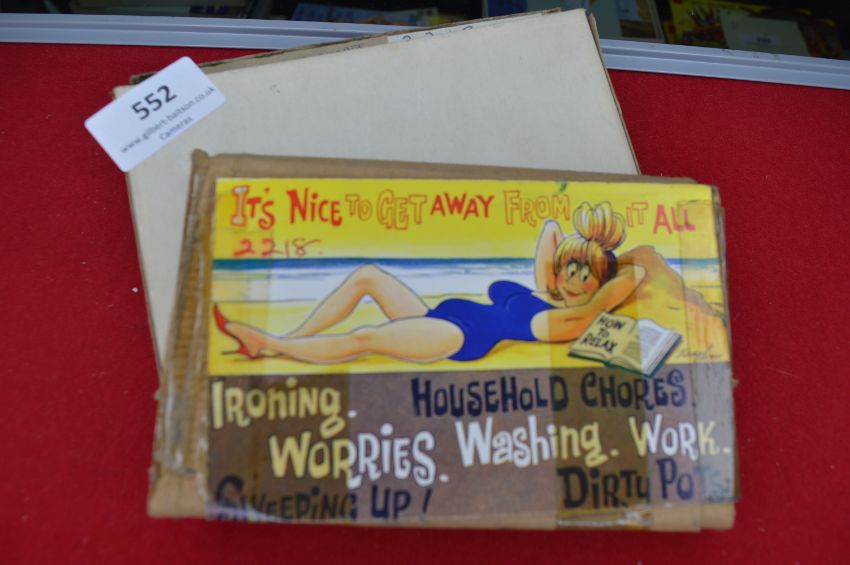 552
www.gilbert-baitson.co.uk
Cameras
IT'S NICE TO GET AWAY FROM IT ALL
2218.
HOW TO RELAX
IRONING. HOUSEHOLD CHORES.
WORRIES. WASHING. WORK.
SWEEPING UP! DIRTY POTS.